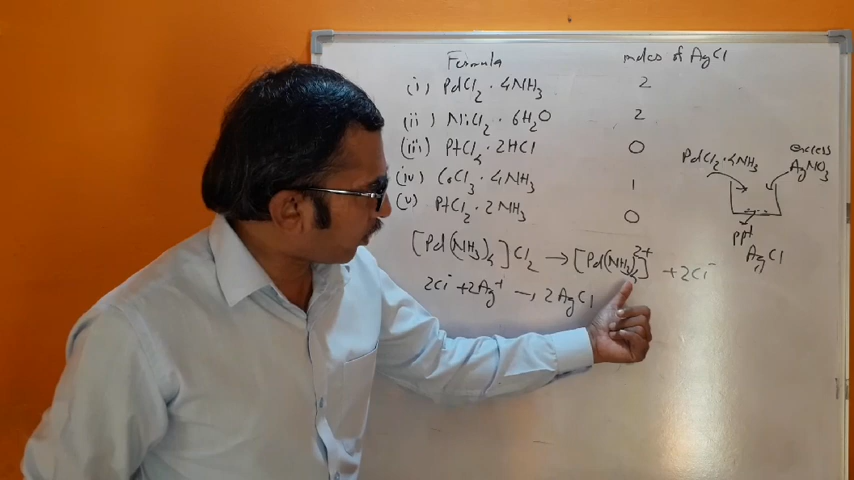 Formula moles of AgCl
(i) PdCl2 · 4NH3 2
(ii) NiCl2 · 6H2O 2
(iii) PtCl4 · 2HCl 0
(iv) CoCl3 · 4NH3 1
(v) PtCl2 · 2NH3 0
PdCl2·4NH3
excess
AgNO3
ppt
AgCl
[Pd(NH3)4]Cl2 → [Pd(NH3)4]2+ + 2Cl-
2Cl- + 2Ag+ → 2AgCl